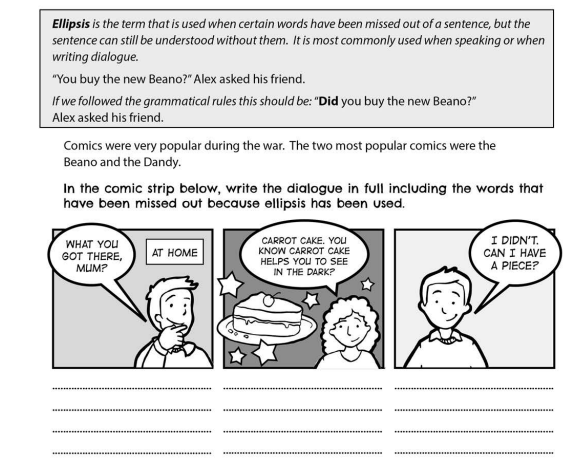 Ellipsis is the term that is used when certain words have been missed out of a sentence, but the
sentence can still be understood without them.  It is most commonly used when speaking or when
writing dialogue.
“You buy the new Beano?” Alex asked his friend.
If we followed the grammatical rules this should be: “Did you buy the new Beano?”
Alex asked his friend.
Comics were very popular during the war.  The two most popular comics were the
Beano and the Dandy.
In the comic strip below, write the dialogue in full including the words that
have been missed out because ellipsis has been used.
WHAT YOU
GOT THERE,
MUM?
AT HOME
CARROT CAKE. YOU
KNOW CARROT CAKE
HELPS YOU TO SEE
IN THE DARK?
I DIDN'T.
CAN I HAVE
A PIECE?